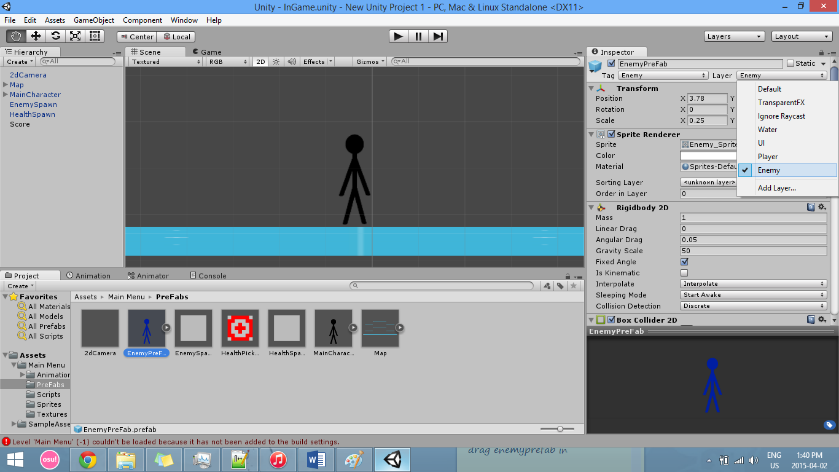 Unity - InGame.unity - New Unity Project 1 - PC, Mac & Linux Standalone <DX11>
File Edit Assets GameObject Component Window Help
Center Local
Layers Layout
Hierarchy
Create All
2dCamera
Map
MainCharacter
EnemySpawn
HealthSpawn
Score
Scene Game
Textured RGB 2D Effects Gizmos All
Inspector
EnemyPreFab Static
Tag Enemy Layer Enemy
Default
TransparentFX
Ignore Raycast
Water
UI
Player
Enemy
Add Layer...
Transform
Position X 3.78 Y
Rotation X 0 Y
Scale X 0.25 Y
Sprite Renderer
Sprite Enemy_Sprite
Color
Material Sprites-Defau
Sorting Layer <unknown layer>
Order in Layer 0
Rigidbody 2D
Mass 1
Linear Drag 0
Angular Drag 0.05
Gravity Scale 50
Fixed Angle
Is Kinematic
Interpolate Interpolate
Sleeping Mode Start Awake
Collision Detection Discrete
Box Collider 2D
EnemyPreFab
Project Animation Animator Console
Create
Favorites
All Materials
All Models
All Prefabs
All Scripts
Assets
Main Menu
Animation
PreFabs
Scripts
Sprites
Textures
SampleAsse
Assets Main Menu PreFabs
2dCamera EnemyPreF... EnemySpa... HealthPick... HealthSpa... MainCharac... Map
EnemyPreFab.prefab
Level 'Main Menu' (-1) couldn't be loaded because it has not been added to the build settings.
osu!
drag enemyprefab in
ENG
US
1:40 PM
2015-04-02